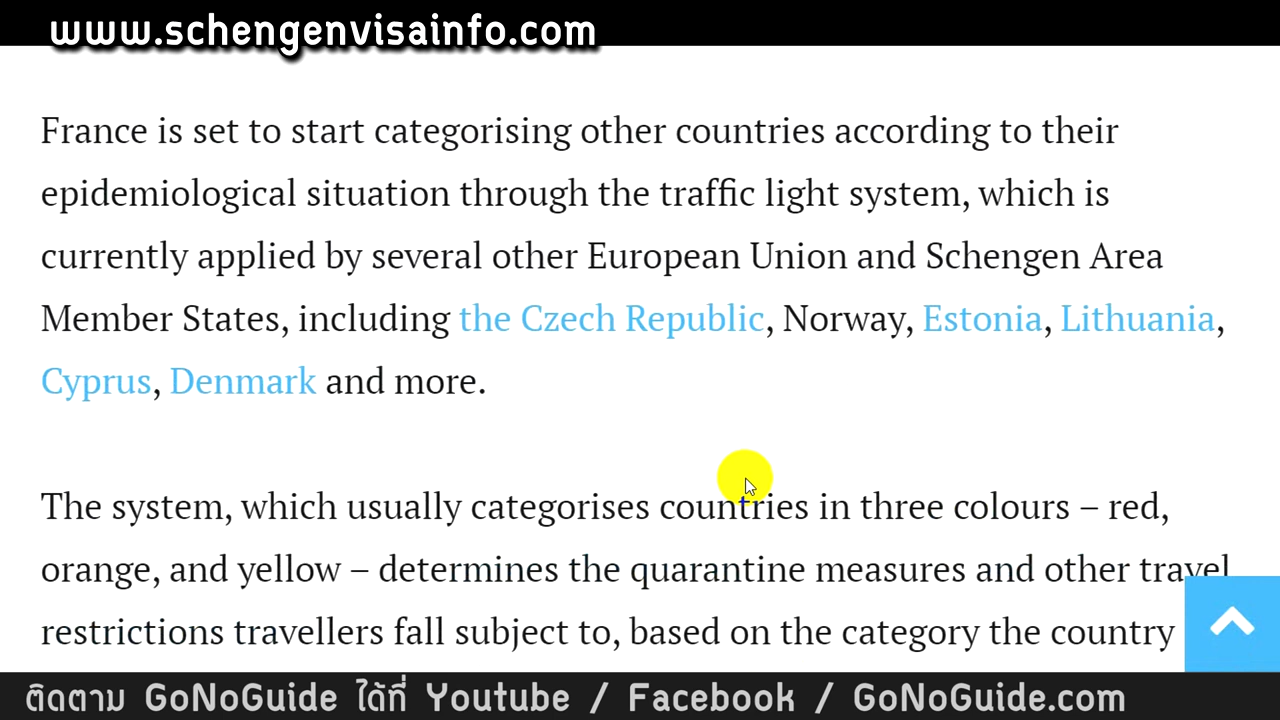 www.schengenvisainfo.com
France is set to start categorising other countries according to their
epidemiological situation through the traffic light system, which is
currently applied by several other European Union and Schengen Area
Member States, including the Czech Republic, Norway, Estonia, Lithuania,
Cyprus, Denmark and more.
The system, which usually categorises countries in three colours – red,
orange, and yellow – determines the quarantine measures and other travel
restrictions travellers fall subject to, based on the category the country
ติดตาม GoNoGuide ได้ที่ Youtube / Facebook / GoNoGuide.com